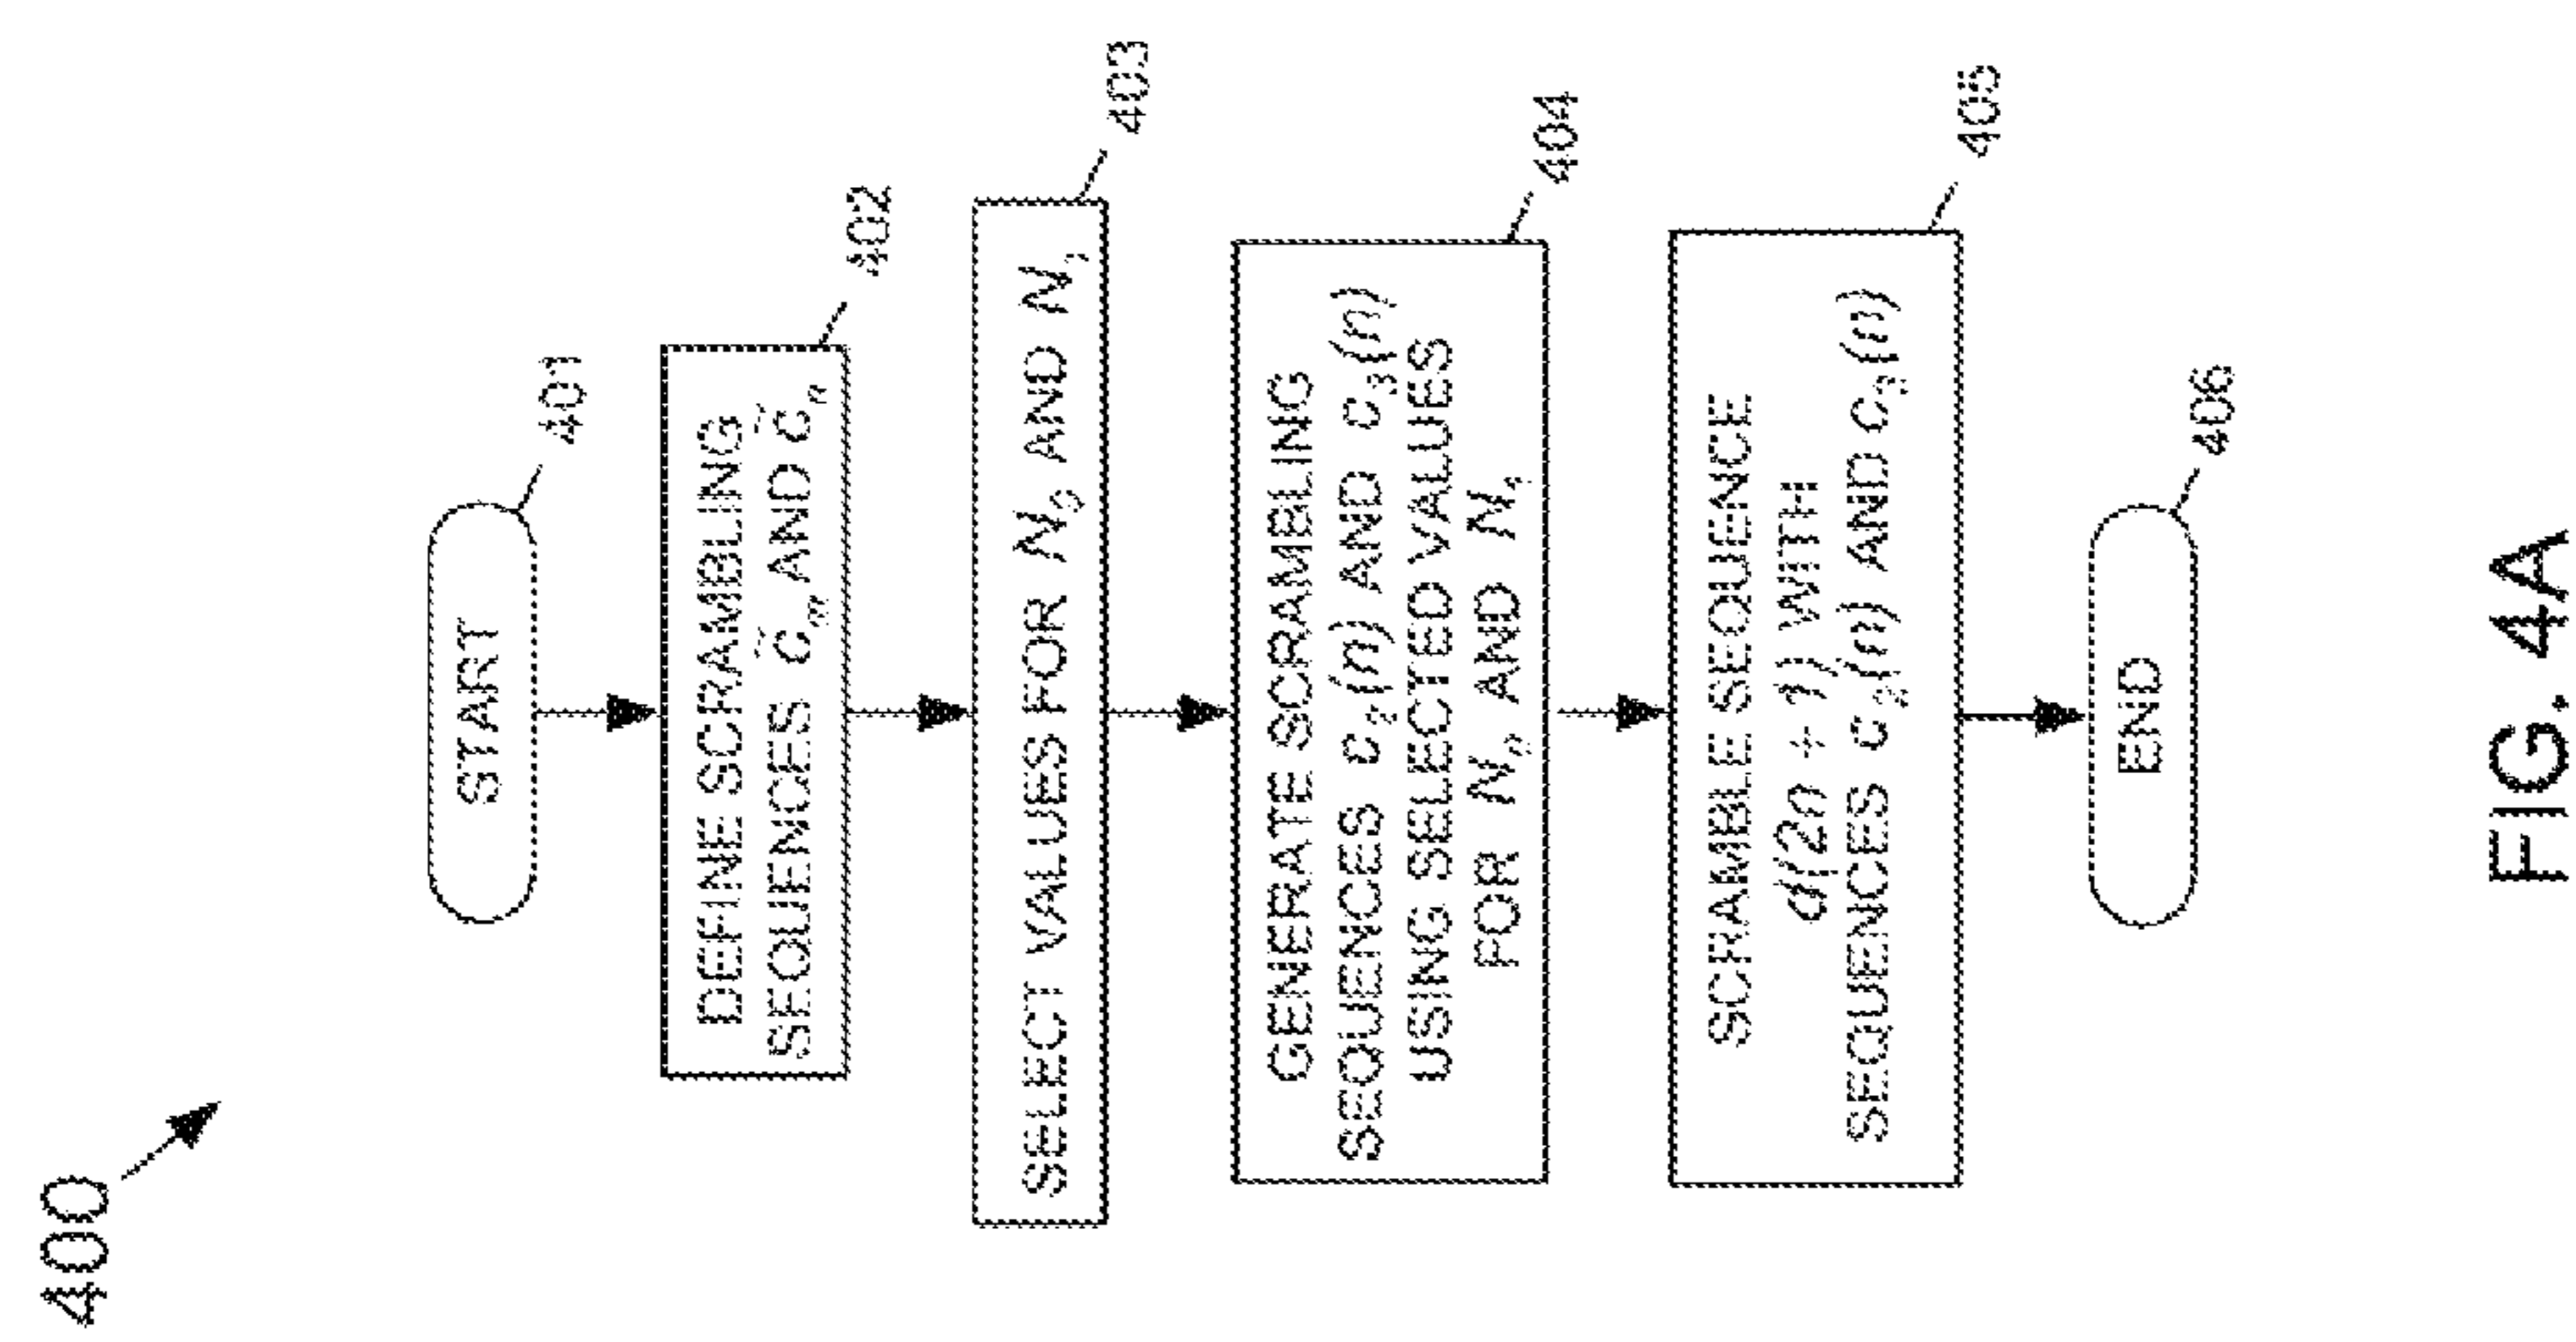 400
START
401
DEFINE SCRAMBLING
SEQUENCES c̃ₘ AND c̃ₙ
402
SELECT VALUES FOR N₀ AND N₁
403
GENERATE SCRAMBLING
SEQUENCES c₂(n) AND c₃(n)
USING SELECTED VALUES
FOR N₀ AND N₁
404
SCRAMBLE SEQUENCE
d(2n + 1) WITH
SEQUENCES c₂(n) AND c₃(n)
405
END
406
FIG. 4A